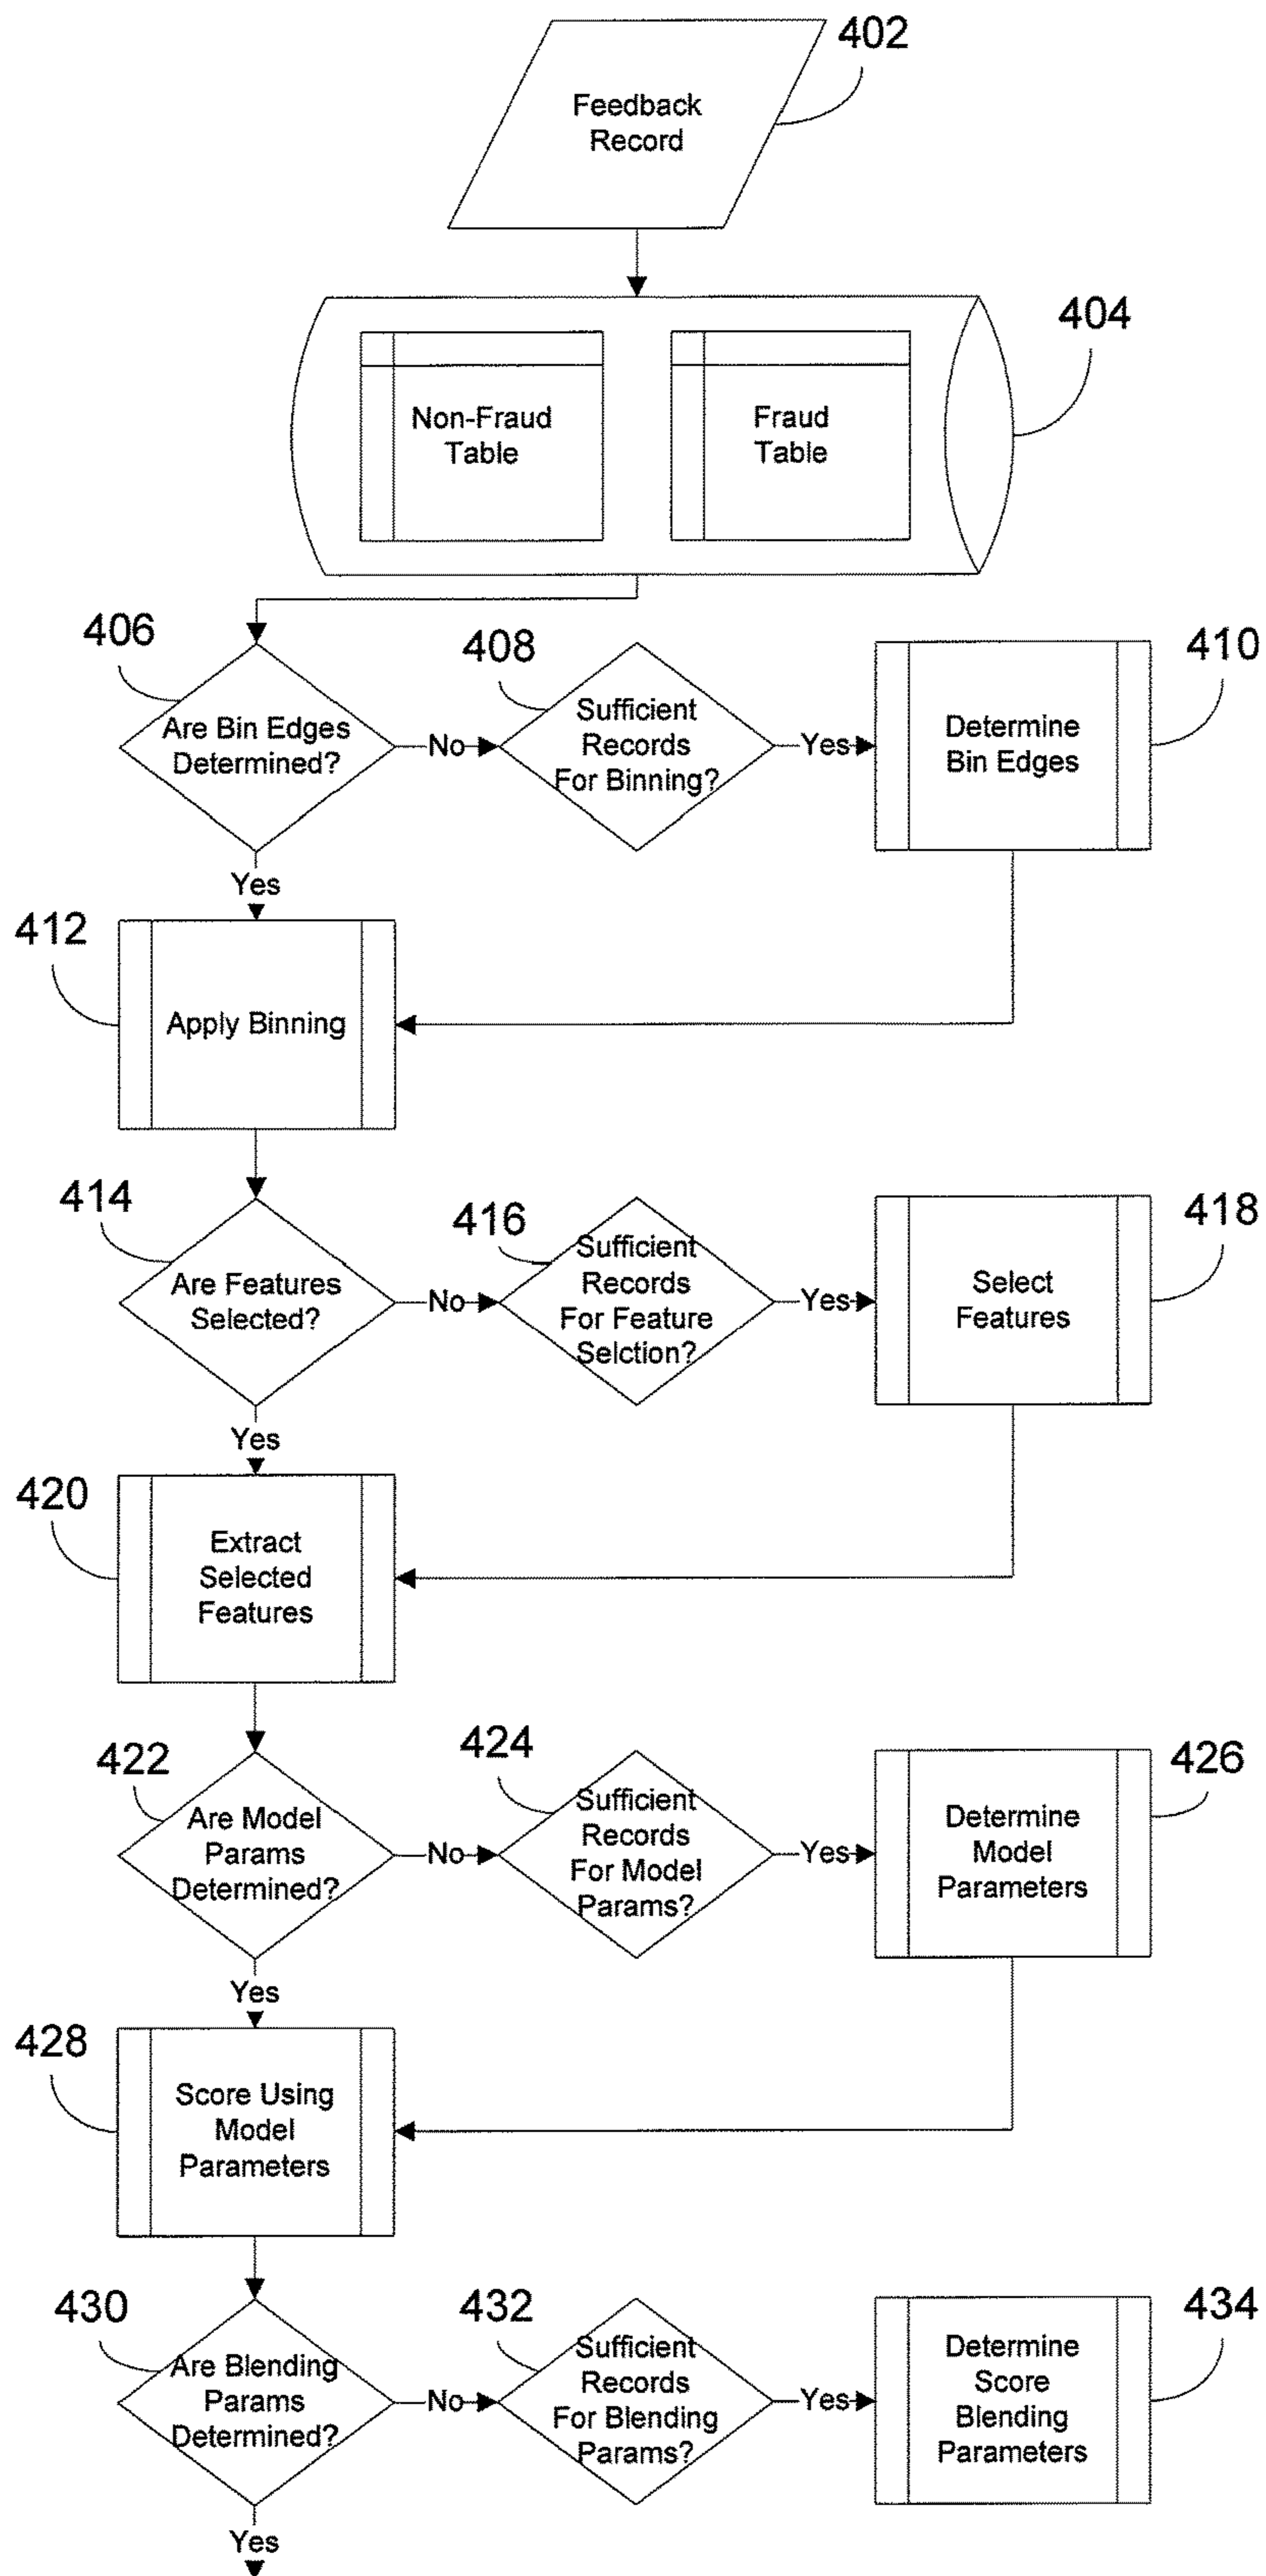 402
Feedback
Record
404
Non-Fraud
Table
Fraud
Table
406
408
410
Are Bin Edges
Determined?
No
Sufficient
Records
For Binning?
Yes
Determine
Bin Edges
Yes
412
Apply Binning
414
416
418
Are Features
Selected?
No
Sufficient
Records
For Feature
Selction?
Yes
Select
Features
Yes
420
Extract
Selected
Features
422
424
426
Are Model
Params
Determined?
No
Sufficient
Records
For Model
Params?
Yes
Determine
Model
Parameters
Yes
428
Score Using
Model
Parameters
430
432
434
Are Blending
Params
Determined?
No
Sufficient
Records
For Blending
Params?
Yes
Determine
Score
Blending
Parameters
Yes